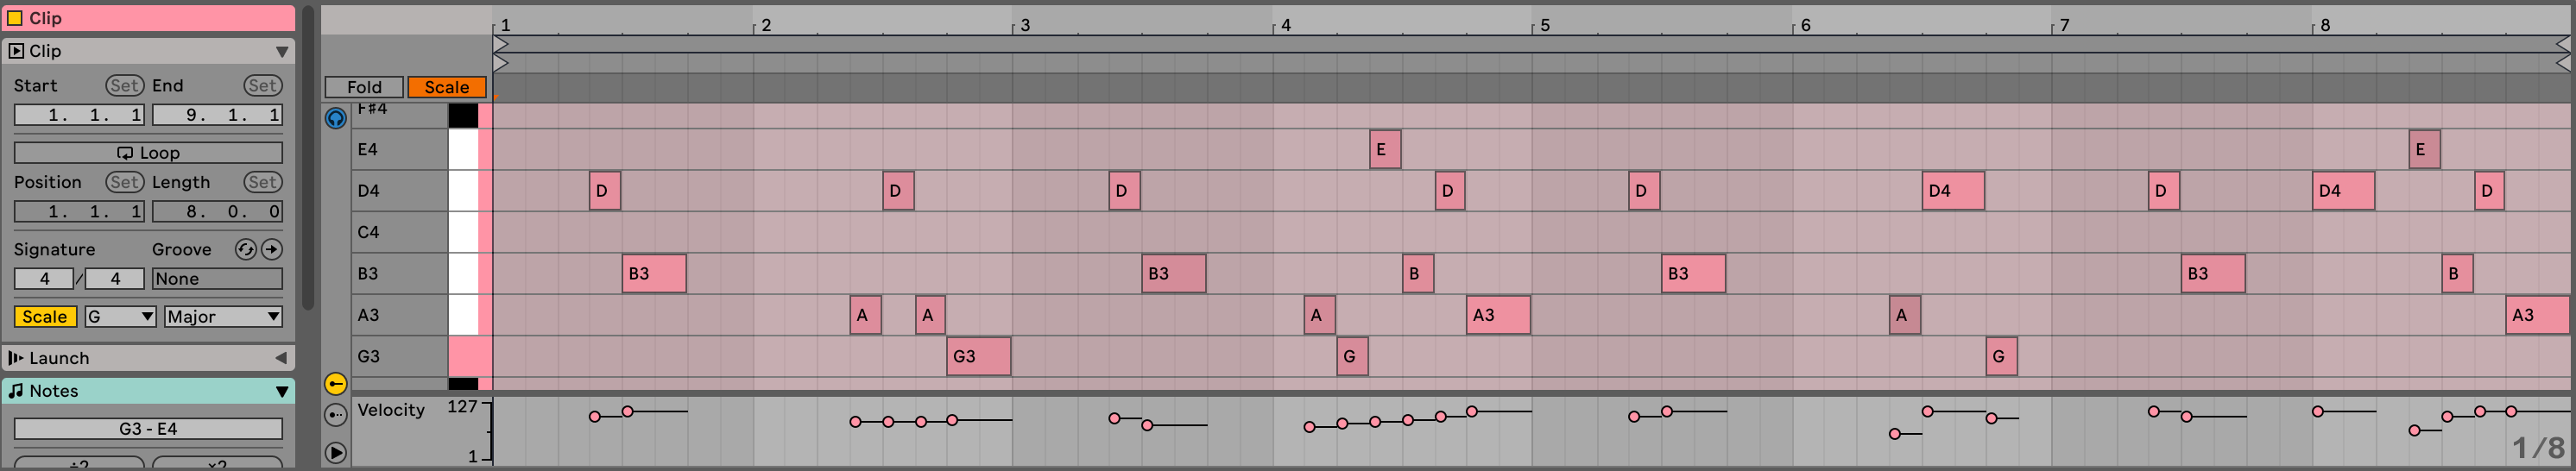 Clip
Clip
Start Set End Set
1. 1. 1 9. 1. 1
Loop
Position Set Length Set
1. 1. 1 8. 0. 0
Signature Groove
4 / 4 None
Scale G Major
Launch
Notes
G3 - E4
÷2 ×2
1 2 3 4 5 6 7 8
Fold Scale
F#4
E4 E E
D4 D D D D D D4 D D4 D
C4
B3 B3 B3 B B3 B3 B
A3 A A A A3 A A3
G3 G3 G G
Velocity 127
1
1/8